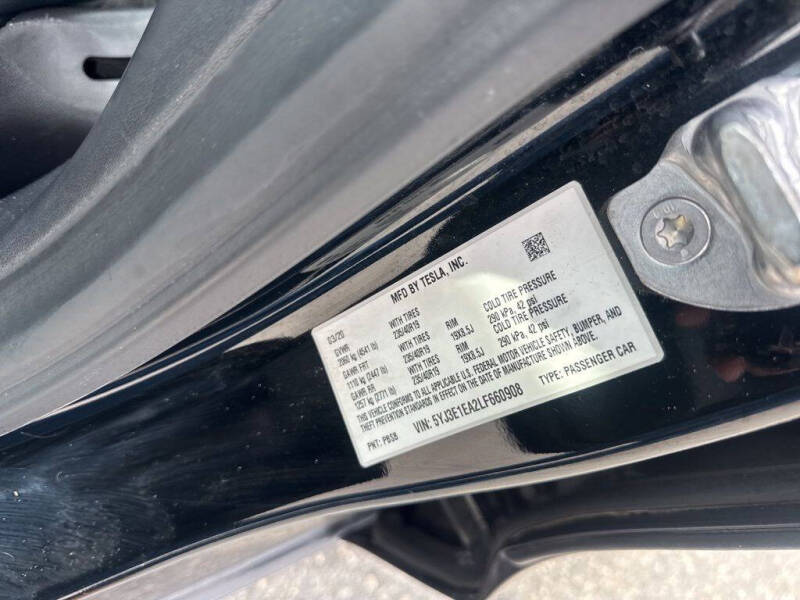 MFD BY TESLA, INC.
03/20
GVWR WITH TIRES RIM COLD TIRE PRESSURE
2060 kg (4541 lb) 235/40R19 19X8.5J 290 kPa, 42 psi
GAWR FRT WITH TIRES RIM COLD TIRE PRESSURE
1110 kg (2447 lb) 235/40R19 19X8.5J 290 kPa, 42 psi
GAWR RR
1257 kg (2771 lb)
THIS VEHICLE CONFORMS TO ALL APPLICABLE U.S. FEDERAL MOTOR VEHICLE SAFETY, BUMPER, AND
THEFT PREVENTION STANDARDS IN EFFECT ON THE DATE OF MANUFACTURE SHOWN ABOVE.
VIN: 5YJ3E1EA2LF660908 TYPE: PASSENGER CAR
PNT: PBSB